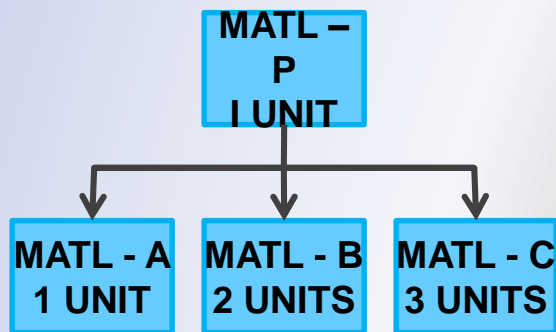 MATL –
P
I UNIT
MATL - A
1 UNIT
MATL - B
2 UNITS
MATL - C
3 UNITS